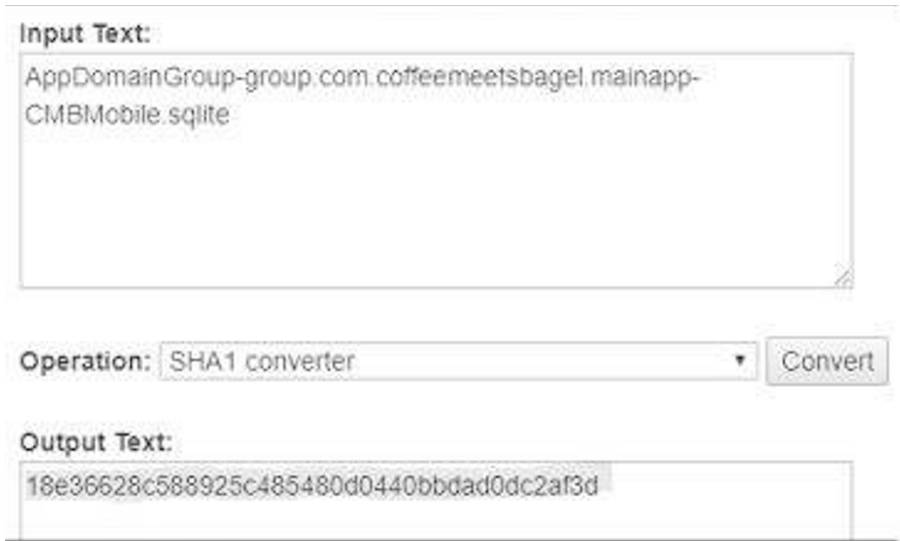 Input Text:
AppDomainGroup-group.com.coffeemeetsbagel.mainapp-
CMBMobile.sqlite
Operation: SHA1 converter Convert
Output Text:
18e36628c588925c485480d0440bbdad0dc2af3d